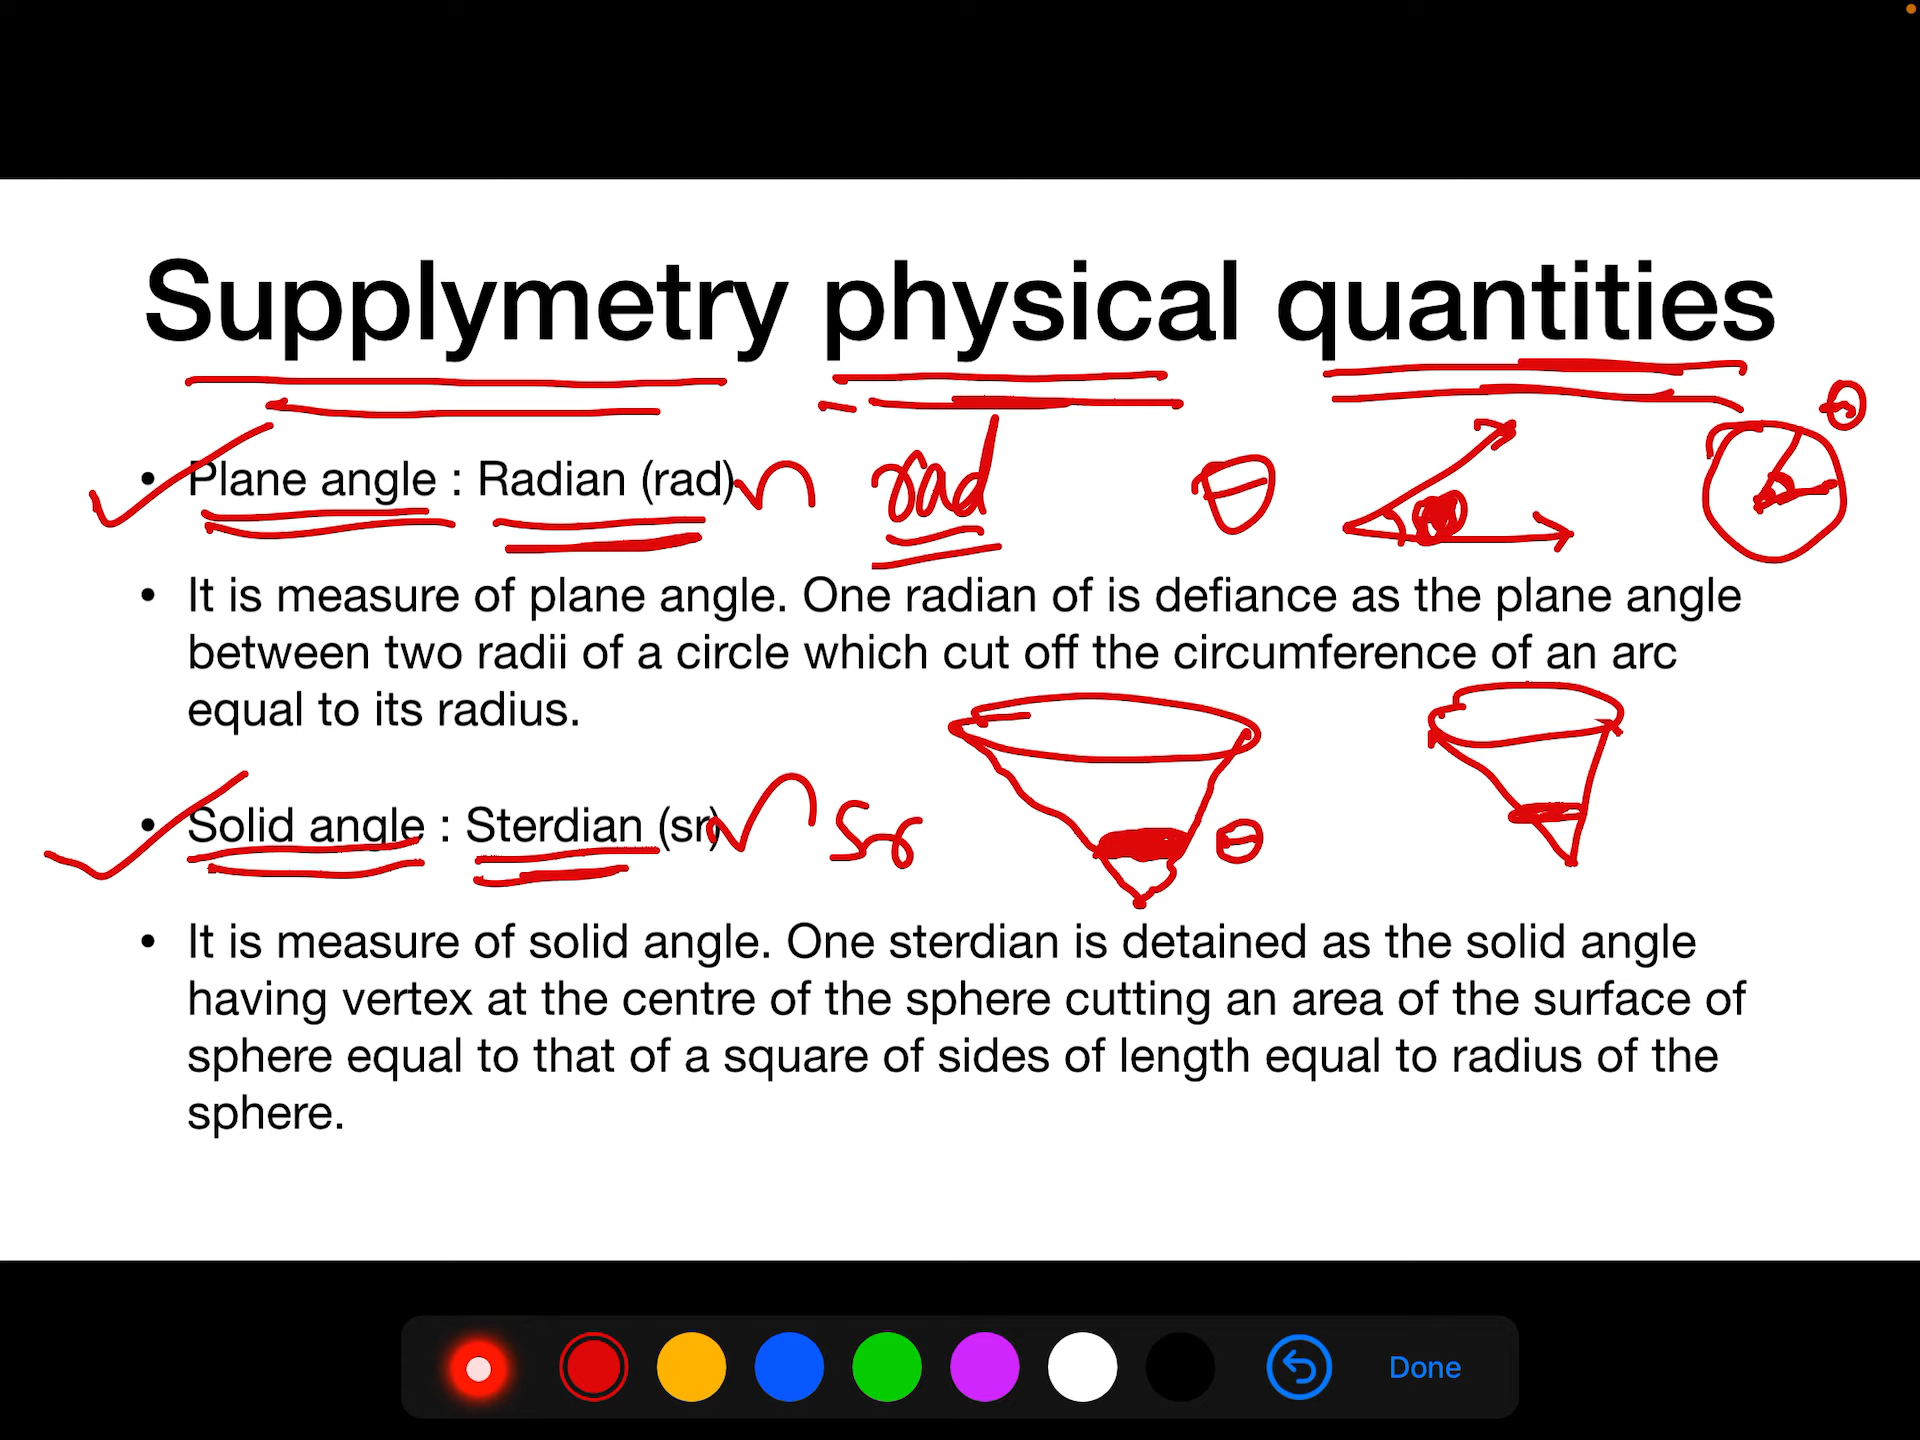 Supplymetry physical quantities
• Plane angle : Radian (rad) rad θ θ
• It is measure of plane angle. One radian of is defiance as the plane angle
between two radii of a circle which cut off the circumference of an arc
equal to its radius.
• Solid angle : Sterdian (sr) Sr θ
• It is measure of solid angle. One sterdian is detained as the solid angle
having vertex at the centre of the sphere cutting an area of the surface of
sphere equal to that of a square of sides of length equal to radius of the
sphere.
Done